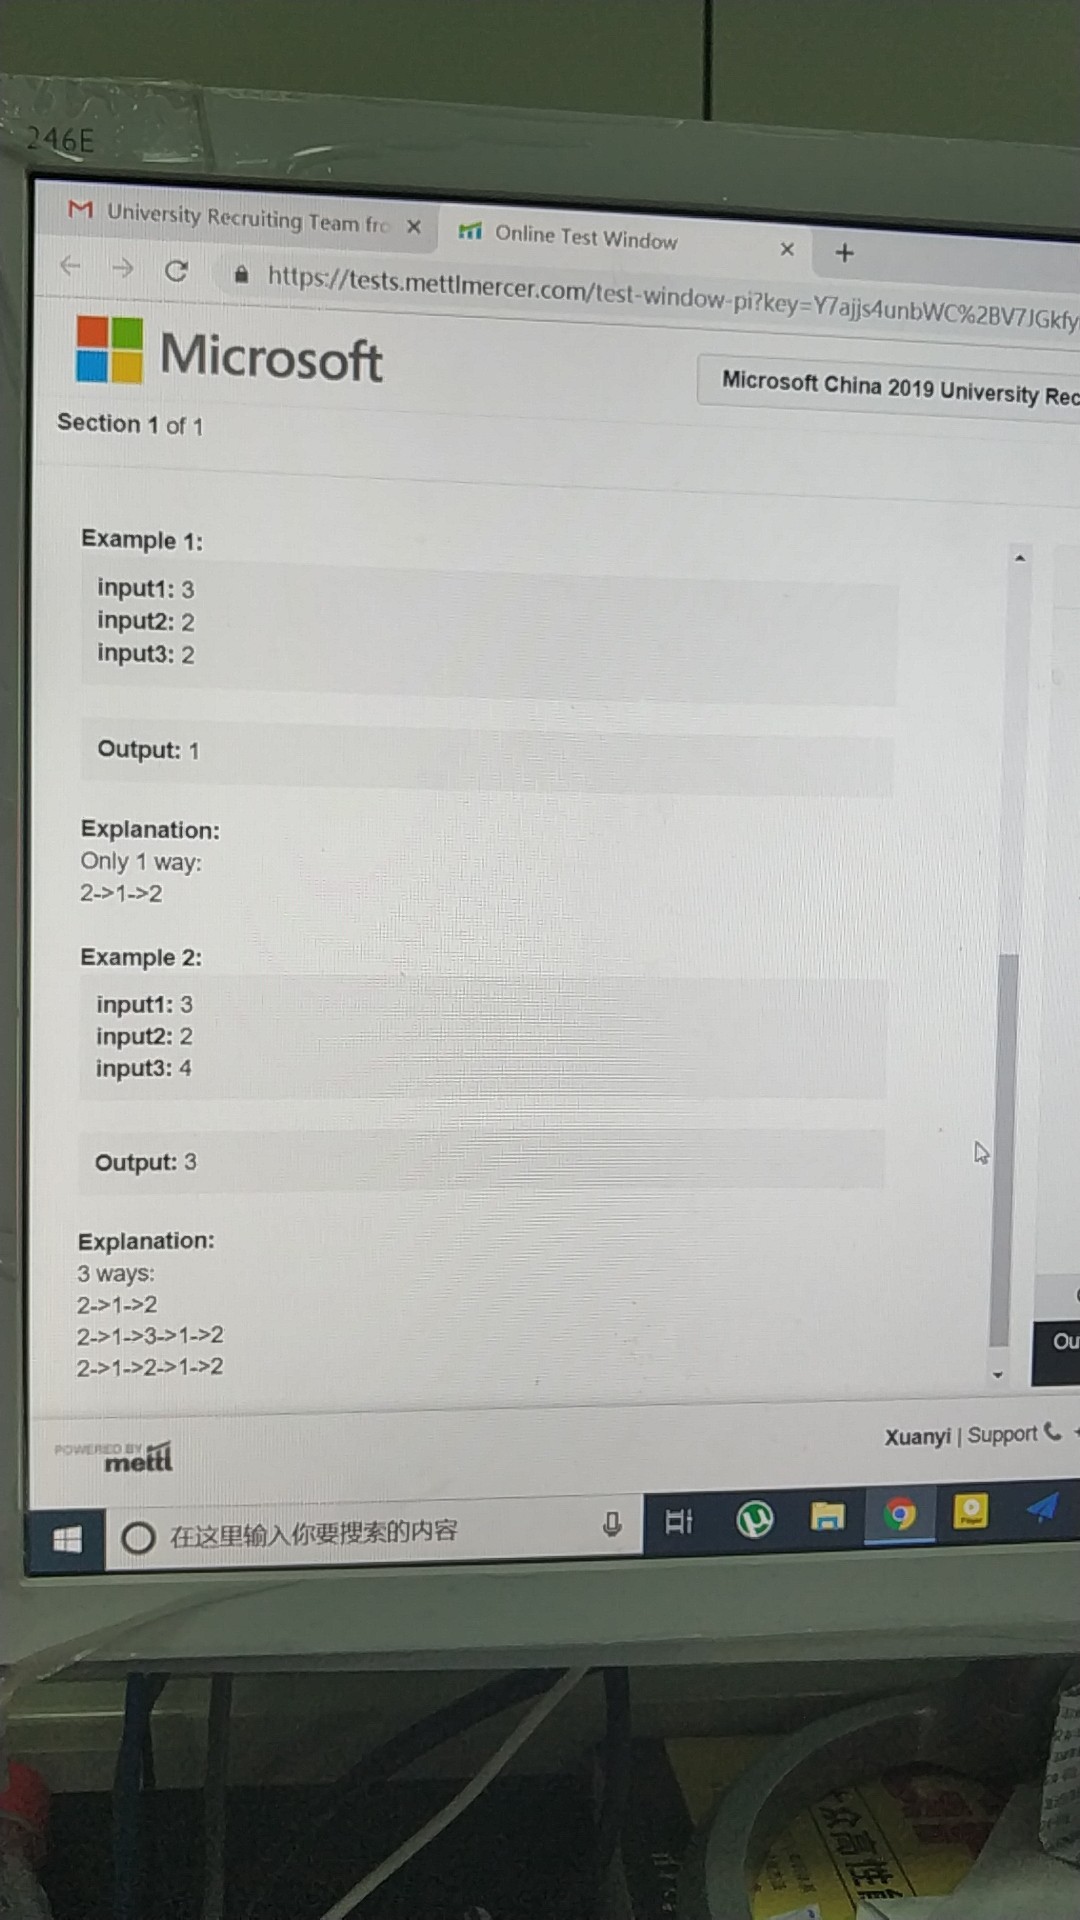 246E
University Recruiting Team fro
Online Test Window
https://tests.mettlmercer.com/test-window-pi?key=Y7ajjs4unbWC%2BV7JGkfy
Microsoft
Microsoft China 2019 University Rec
Section 1 of 1
Example 1:
input1: 3
input2: 2
input3: 2
Output: 1
Explanation:
Only 1 way:
2->1->2
Example 2:
input1: 3
input2: 2
input3: 4
Output: 3
Explanation:
3 ways:
2->1->2
2->1->3->1->2
2->1->2->1->2
Ou
POWERED BY
mettl
Xuanyi | Support
在这里输入你要搜索的内容
众高性能